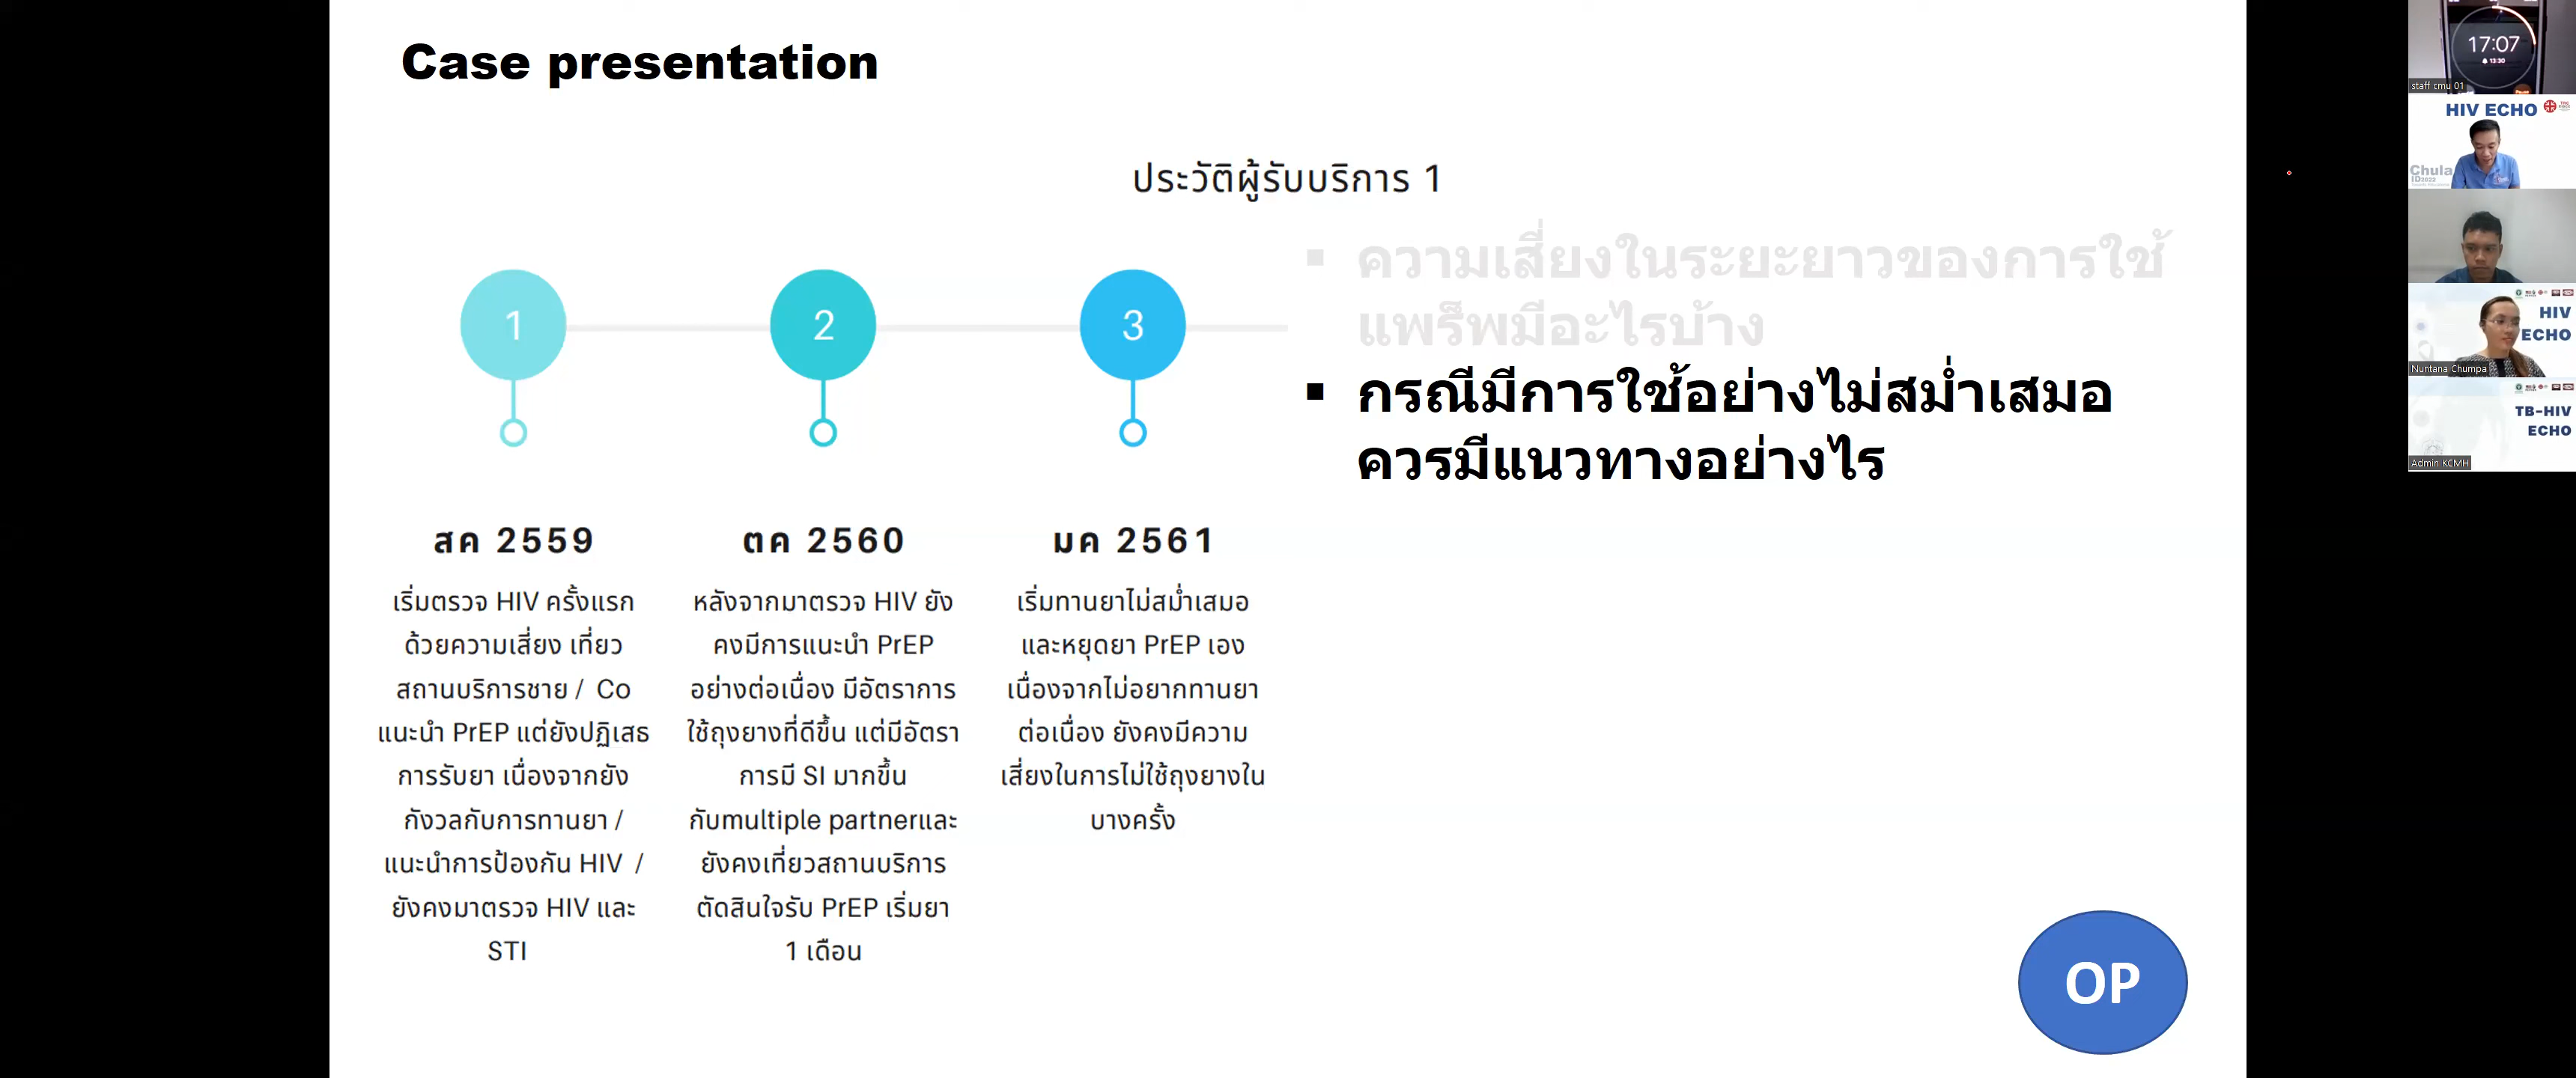 Case presentation
ประวัติผู้รับบริการ 1
1
2
3
สค 2559
เริ่มตรวจ HIV ครั้งแรก
ด้วยความเสี่ยง เที่ยว
สถานบริการชาย / Co
แนะนำ PrEP แต่ยังปฏิเสธ
การรับยา เนื่องจากยัง
กังวลกับการทานยา /
แนะนำการป้องกัน HIV /
ยังคงมาตรวจ HIV และ
STI
ตค 2560
หลังจากมาตรวจ HIV ยัง
คงมีการแนะนำ PrEP
อย่างต่อเนื่อง มีอัตราการ
ใช้ถุงยางที่ดีขึ้น แต่มีอัตรา
การมี SI มากขึ้น
กับmultiple partnerและ
ยังคงเที่ยวสถานบริการ
ตัดสินใจรับ PrEP เริ่มยา
1 เดือน
มค 2561
เริ่มทานยาไม่สม่ำเสมอ
และหยุดยา PrEP เอง
เนื่องจากไม่อยากทานยา
ต่อเนื่อง ยังคงมีความ
เสี่ยงในการไม่ใช้ถุงยางใน
บางครั้ง
▪ ความเสี่ยงในระยะยาวของการใช้
แพร็พมีอะไรบ้าง
▪ กรณีมีการใช้อย่างไม่สม่ำเสมอ
ควรมีแนวทางอย่างไร
OP
17:07
13:30
staff cmu 01
HIV ECHO
Chula
ID2022
HIV
ECHO
Nuntana Chumpa
TB-HIV
ECHO
Admin KCMH